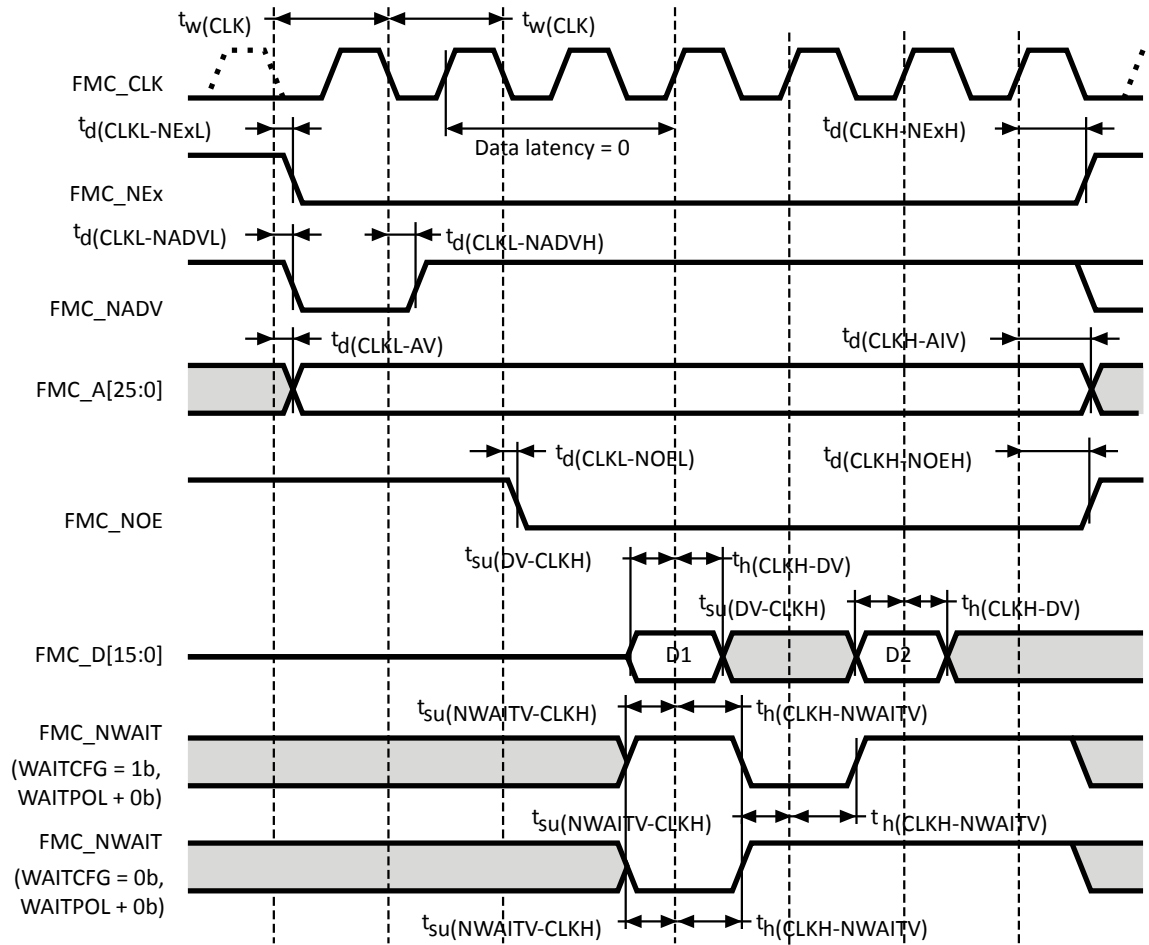 tw(CLK)
tw(CLK)
FMC_CLK
td(CLKL-NExL)
Data latency = 0
td(CLKH-NExH)
FMC_NEx
td(CLKL-NADVL)
td(CLKL-NADVH)
FMC_NADV
td(CLKL-AV)
td(CLKH-AIV)
FMC_A[25:0]
td(CLKL-NOEL)
td(CLKH-NOEH)
FMC_NOE
tsu(DV-CLKH)
th(CLKH-DV)
tsu(DV-CLKH)
th(CLKH-DV)
FMC_D[15:0]
D1
D2
tsu(NWAITV-CLKH)
th(CLKH-NWAITV)
FMC_NWAIT
(WAITCFG = 1b,
WAITPOL + 0b)
tsu(NWAITV-CLKH)
th(CLKH-NWAITV)
FMC_NWAIT
(WAITCFG = 0b,
WAITPOL + 0b)
tsu(NWAITV-CLKH)
th(CLKH-NWAITV)